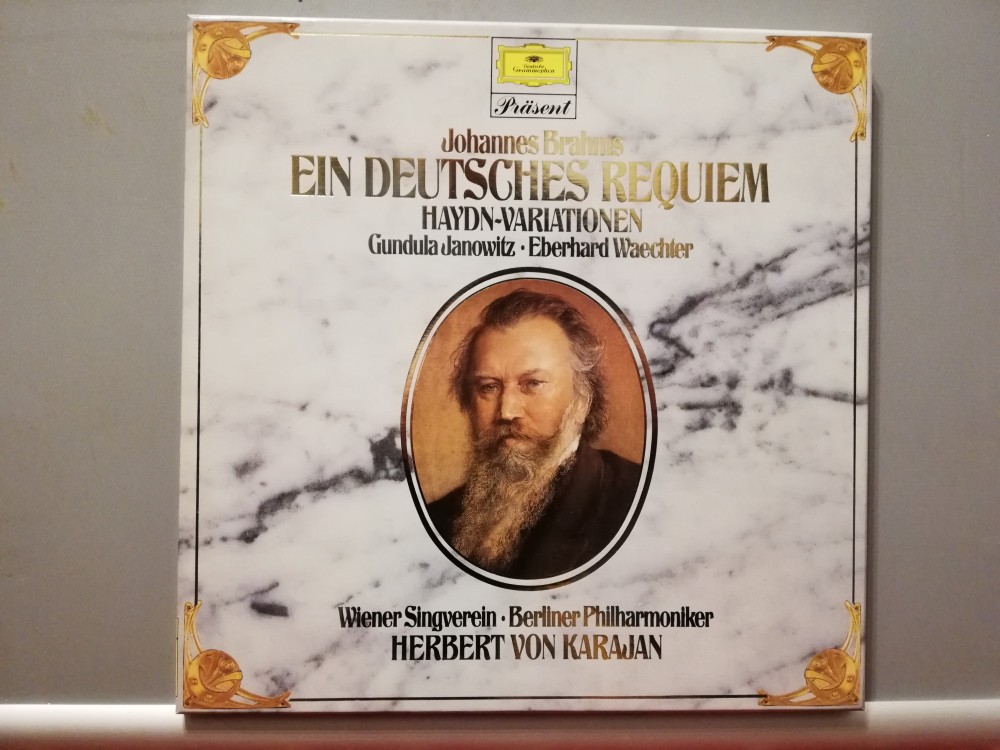 Deutsche
Grammophon
Präsent
Johannes Brahms
EIN DEUTSCHES REQUIEM
HAYDN-VARIATIONEN
Gundula Janowitz · Eberhard Waechter
Wiener Singverein · Berliner Philharmoniker
HERBERT VON KARAJAN